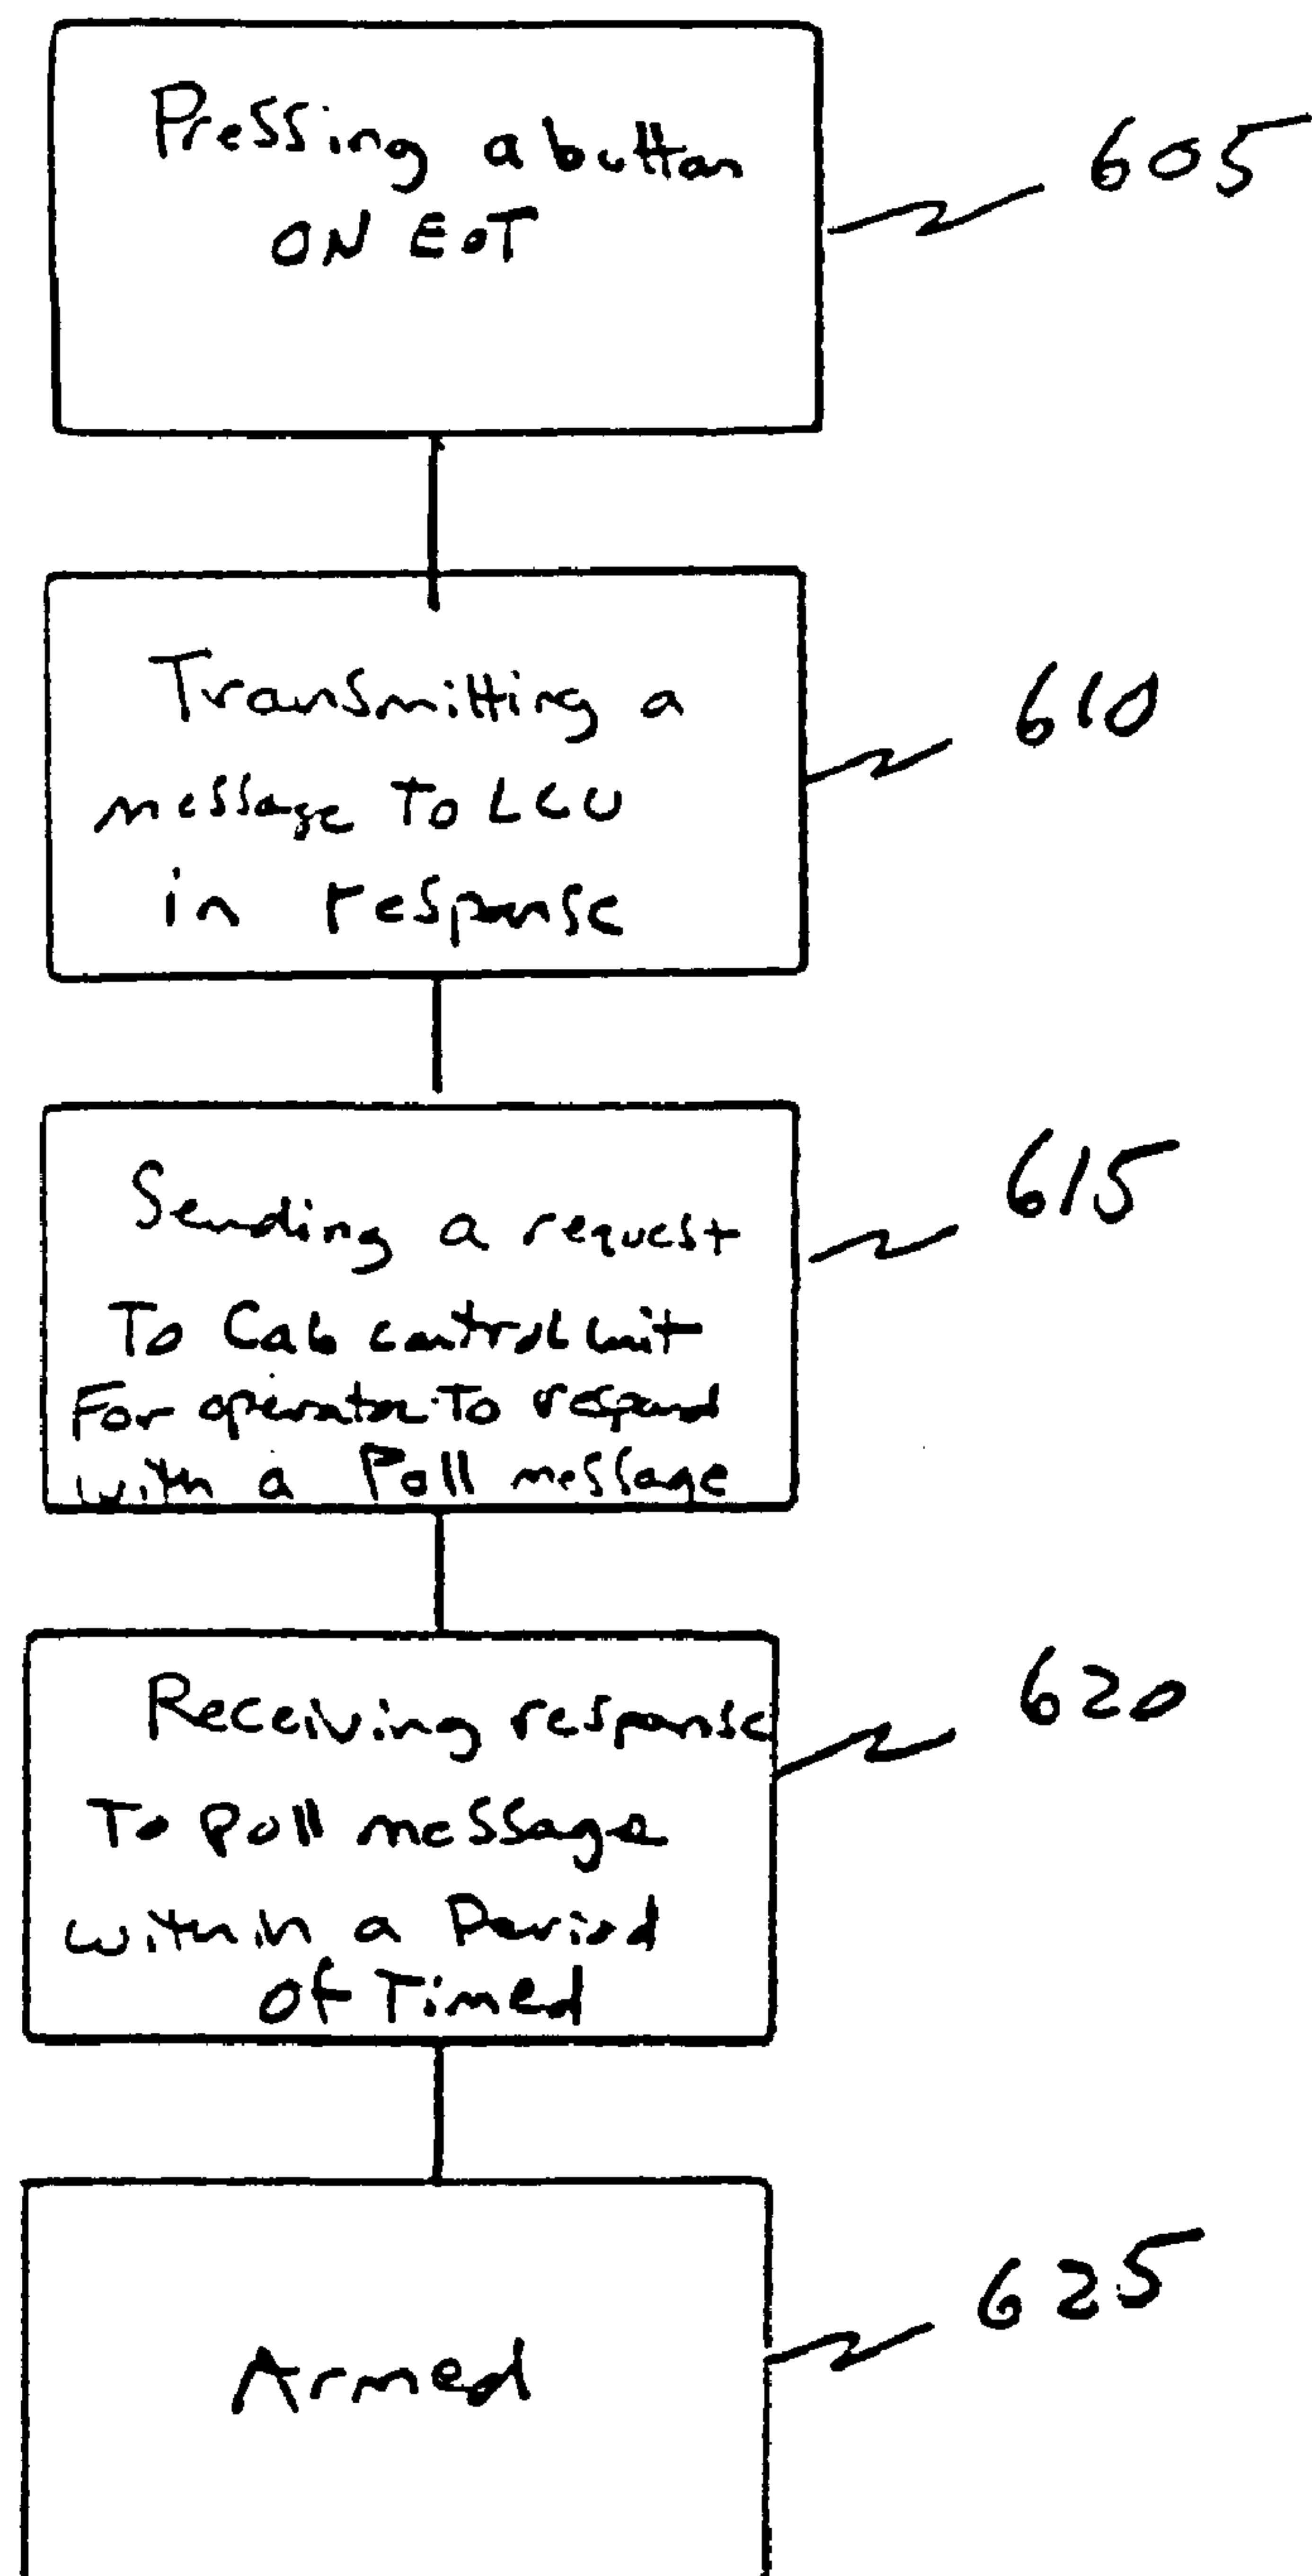 Pressing a button
ON EOT
605
Transmitting a
message To LCU
in response
610
Sending a request
To Cab control unit
For operator To respond
with a Poll message
615
Receiving response
To Poll message
within a Period
of Timed
620
Armed
625